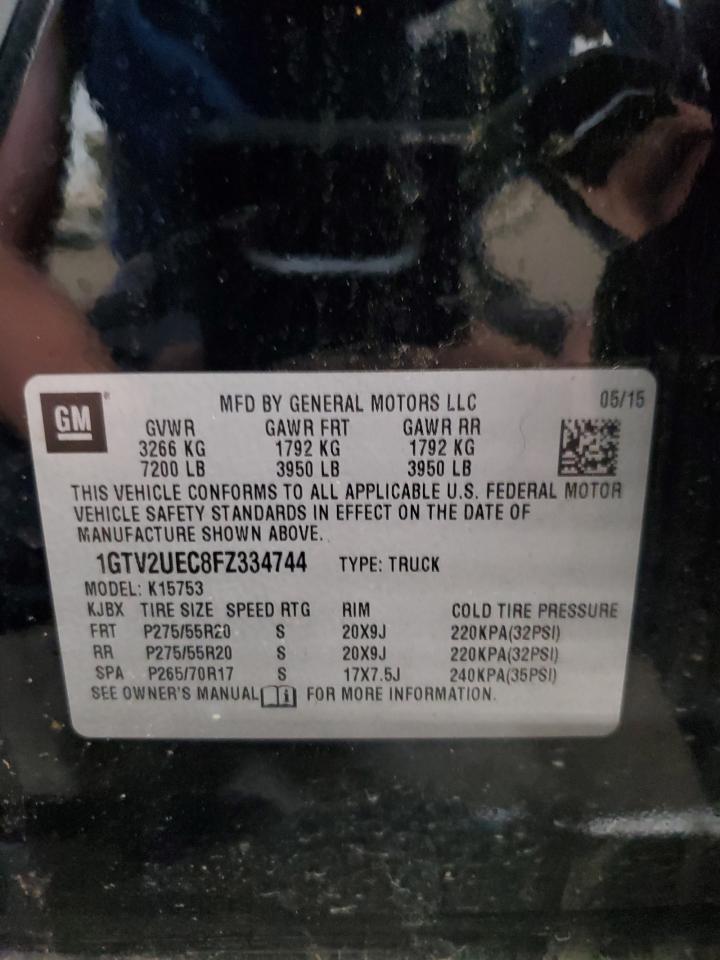 GM
MFD BY GENERAL MOTORS LLC 05/15
GVWR GAWR FRT GAWR RR
3266 KG 1792 KG 1792 KG
7200 LB 3950 LB 3950 LB
THIS VEHICLE CONFORMS TO ALL APPLICABLE U.S. FEDERAL MOTOR
VEHICLE SAFETY STANDARDS IN EFFECT ON THE DATE OF
MANUFACTURE SHOWN ABOVE.
1GTV2UEC8FZ334744 TYPE: TRUCK
MODEL: K15753
KJBX TIRE SIZE SPEED RTG RIM COLD TIRE PRESSURE
FRT P275/55R20 S 20X9J 220KPA(32PSI)
RR P275/55R20 S 20X9J 220KPA(32PSI)
SPA P265/70R17 S 17X7.5J 240KPA(35PSI)
SEE OWNER'S MANUAL i FOR MORE INFORMATION.